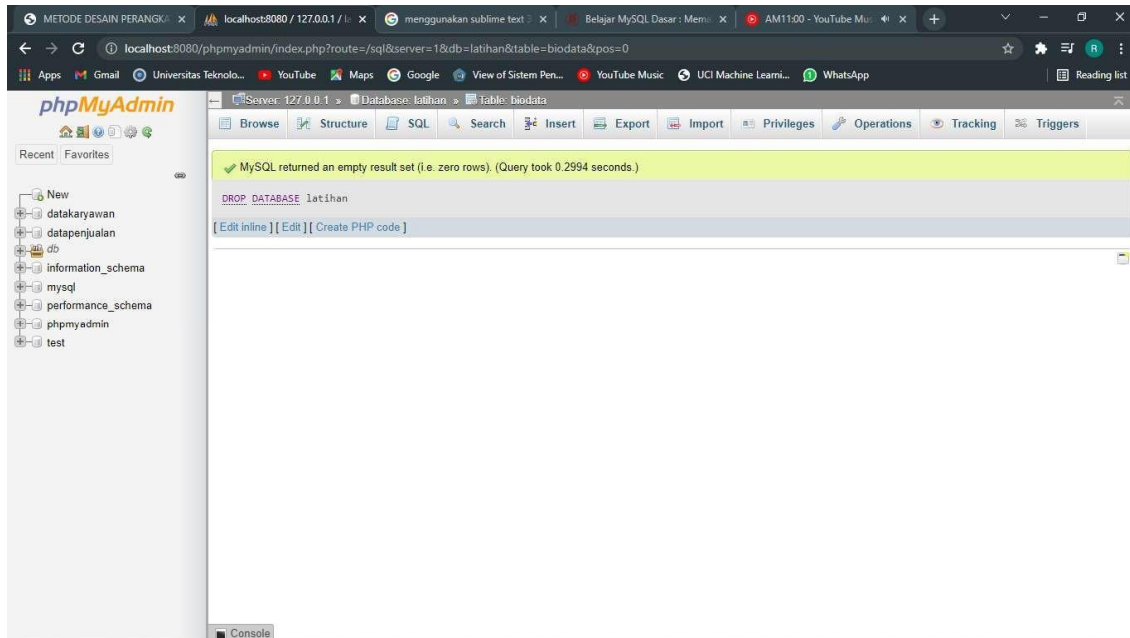 METODE DESAIN PERANGKA
localhost:8080 / 127.0.0.1 / la
menggunakan sublime text 3
Belajar MySQL Dasar : Mem
AM11:00 - YouTube Mus
localhost:8080/phpmyadmin/index.php?route=/sql&server=1&db=latihan&table=biodata&pos=0
R
Apps Gmail Universitas Teknolo... YouTube Maps Google View of Sistem Pen... YouTube Music UCI Machine Learni... WhatsApp Reading list
phpMyAdmin
Server: 127.0.0.1 » Database: latihan » Table: biodata
Browse Structure SQL Search Insert Export Import Privileges Operations Tracking Triggers
Recent Favorites
MySQL returned an empty result set (i.e. zero rows). (Query took 0.2994 seconds.)
DROP DATABASE latihan
[ Edit inline ] [ Edit ] [ Create PHP code ]
New
datakaryawan
datapenjualan
db
information_schema
mysql
performance_schema
phpmyadmin
test
Console